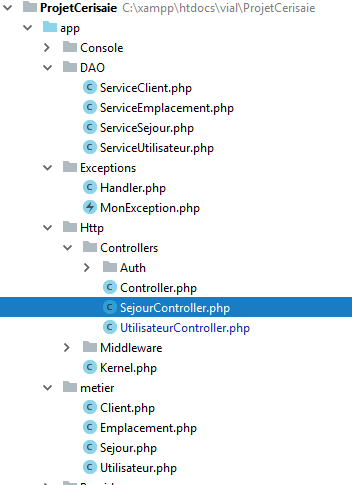 ProjetCerisaie C:\xampp\htdocs\vial\ProjetCerisaie
app
Console
DAO
ServiceClient.php
ServiceEmplacement.php
ServiceSejour.php
ServiceUtilisateur.php
Exceptions
Handler.php
MonException.php
Http
Controllers
Auth
Controller.php
SejourController.php
UtilisateurController.php
Middleware
Kernel.php
metier
Client.php
Emplacement.php
Sejour.php
Utilisateur.php